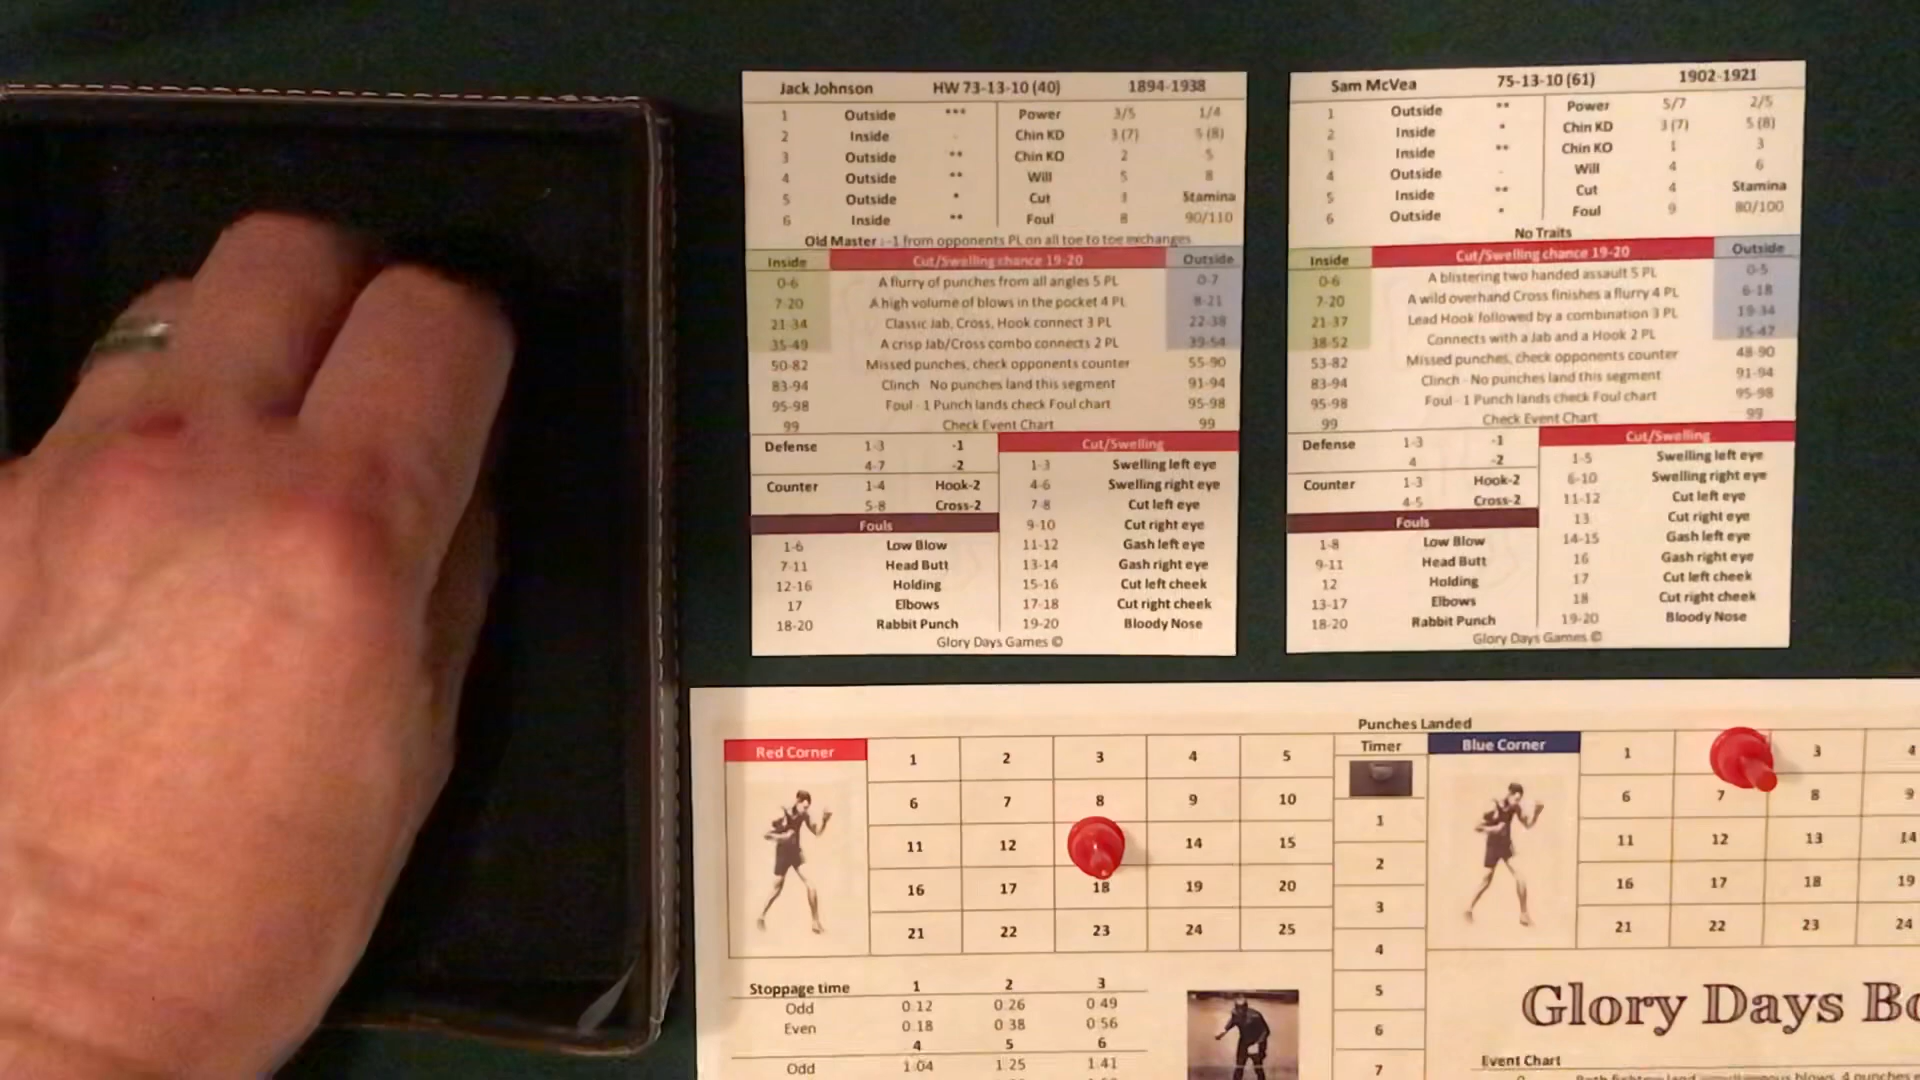 Jack Johnson HW 73-13-10 (40) 1894-1938
1 Outside *** Power 3/5 1/4
2 Inside - Chin KD 3 (7) 5 (8)
3 Outside ** Chin KO 2 5
4 Outside ** Will 5 8
5 Outside * Cut 3 Stamina
6 Inside ** Foul 8 90/110
Old Master : -1 from opponents PL on all toe to toe exchanges
Inside Cut/Swelling chance 19-20 Outside
0-6 A flurry of punches from all angles 5 PL 0-7
7-20 A high volume of blows in the pocket 4 PL 8-21
21-34 Classic Jab, Cross, Hook connect 3 PL 22-38
35-49 A crisp Jab/Cross combo connects 2 PL 39-54
50-82 Missed punches, check opponents counter 55-90
83-94 Clinch - No punches land this segment 91-94
95-98 Foul - 1 Punch lands check Foul chart 95-98
99 Check Event Chart 99
Defense 1-3 -1 Cut/Swelling
4-7 -2 1-3 Swelling left eye
Counter 1-4 Hook-2 4-6 Swelling right eye
5-8 Cross-2 7-8 Cut left eye
Fouls 9-10 Cut right eye
1-6 Low Blow 11-12 Gash left eye
7-11 Head Butt 13-14 Gash right eye
12-16 Holding 15-16 Cut left cheek
17 Elbows 17-18 Cut right cheek
18-20 Rabbit Punch 19-20 Bloody Nose
Glory Days Games ©
Sam McVea 75-13-10 (61) 1902-1921
1 Outside ** Power 5/7 2/5
2 Inside * Chin KD 3 (7) 5 (8)
3 Inside ** Chin KO 1 3
4 Outside - Will 4 6
5 Inside ** Cut 4 Stamina
6 Outside * Foul 9 80/100
No Traits
Inside Cut/Swelling chance 19-20 Outside
0-6 A blistering two handed assault 5 PL 0-5
7-20 A wild overhand Cross finishes a flurry 4 PL 6-18
21-37 Lead Hook followed by a combination 3 PL 19-34
38-52 Connects with a Jab and a Hook 2 PL 35-47
53-82 Missed punches, check opponents counter 48-90
83-94 Clinch - No punches land this segment 91-94
95-98 Foul - 1 Punch lands check Foul chart 95-98
99 Check Event Chart 99
Defense 1-3 -1 Cut/Swelling
4 -2 1-5 Swelling left eye
Counter 1-3 Hook-2 6-10 Swelling right eye
4-5 Cross-2 11-12 Cut left eye
Fouls 13 Cut right eye
1-8 Low Blow 14-15 Gash left eye
9-11 Head Butt 16 Gash right eye
12 Holding 17 Cut left cheek
13-17 Elbows 18 Cut right cheek
18-20 Rabbit Punch 19-20 Bloody Nose
Glory Days Games ©
Punches Landed
Red Corner 1 2 3 4 5 Timer Blue Corner 1 3 4
6 7 8 9 10 6 7 8 9
11 12 14 15 1 11 12 13 14
16 17 18 19 20 2 16 17 18 19
21 22 23 24 25 3 21 22 23 24
4
5
6
7
Stoppage time 1 2 3
Odd 0:12 0:26 0:49
Even 0:18 0:38 0:56
4 5 6
Odd 1:04 1:25 1:41
Glory Days Bo
Event Chart